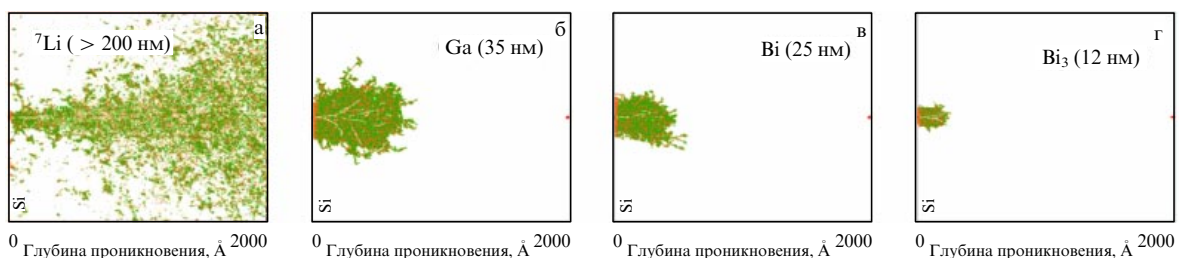 а
⁷Li ( > 200 нм)
Si
0 Глубина проникновения, Å 2000
б
Ga (35 нм)
Si
0 Глубина проникновения, Å 2000
в
Bi (25 нм)
Si
0 Глубина проникновения, Å 2000
г
Bi₃ (12 нм)
Si
0 Глубина проникновения, Å 2000